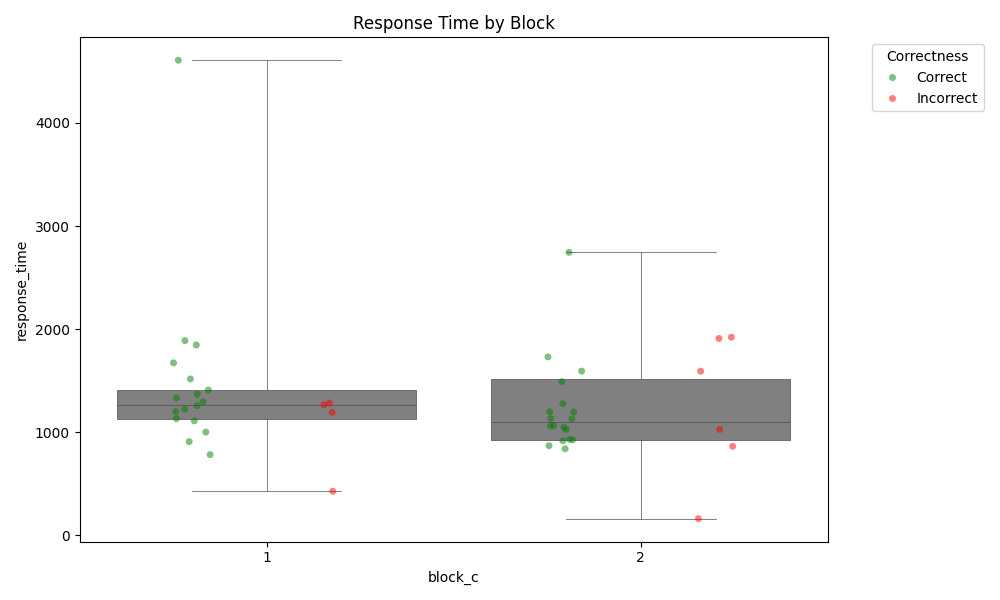 Response Time by Block
Correctness
Correct
Incorrect
4000
3000
2000
1000
0
response_time
1
2
block_c